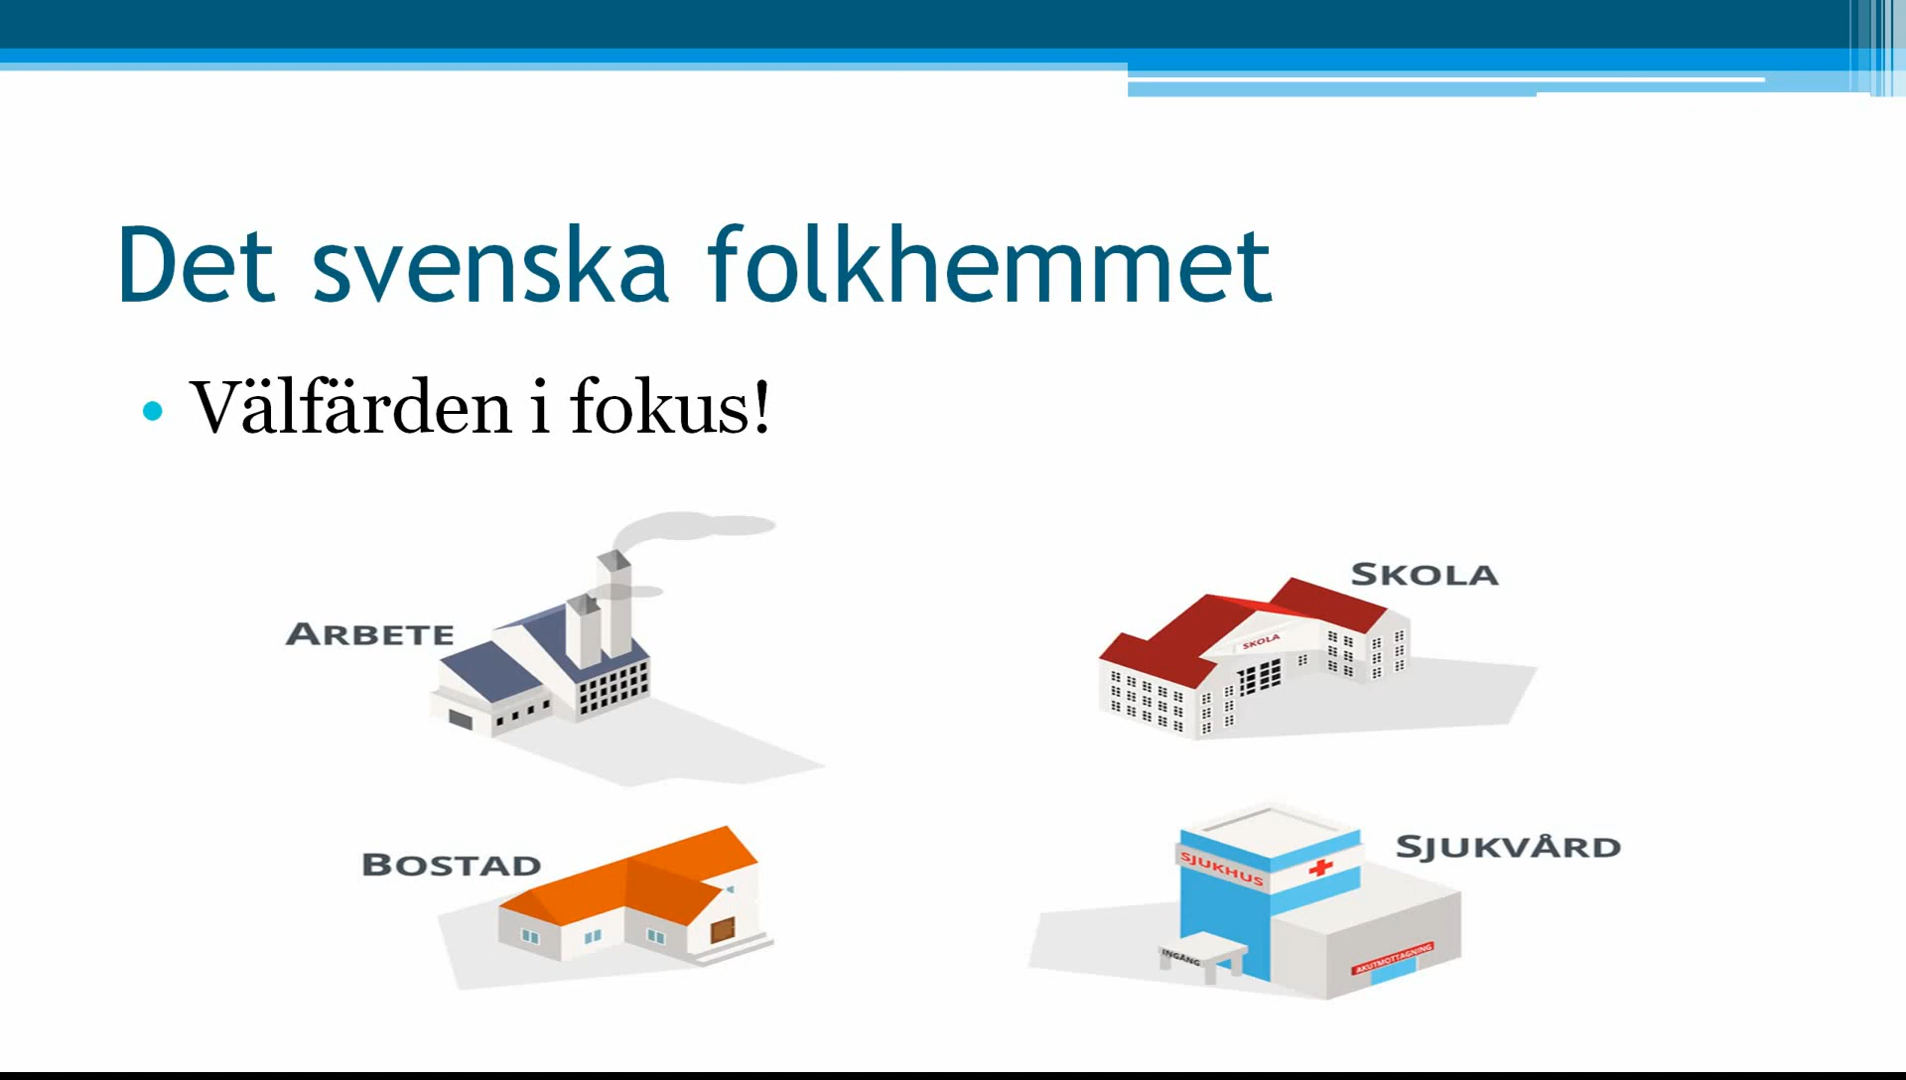 Det svenska folkhemmet
• Välfärden i fokus!
ARBETE
SKOLA
SKOLA
BOSTAD
SJUKVÅRD
SJUKHUS
INGÅNG
AKUTMOTTAGNING